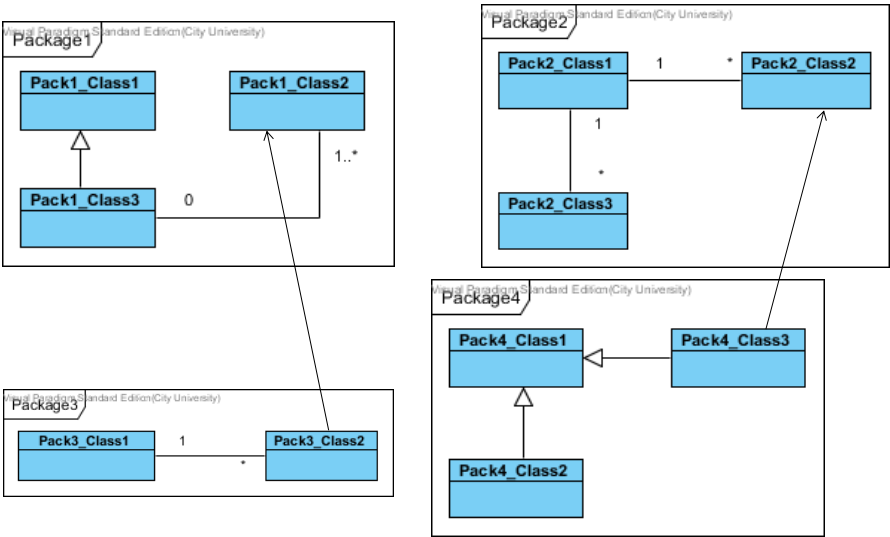 Visual Paradigm Standard Edition(City University)
Package1
Pack1_Class1
Pack1_Class2
1..*
Pack1_Class3
0
Visual Paradigm Standard Edition(City University)
Package2
Pack2_Class1
1
*
Pack2_Class2
1
*
Pack2_Class3
Visual Paradigm Standard Edition(City University)
Package3
Pack3_Class1
1
*
Pack3_Class2
Visual Paradigm Standard Edition(City University)
Package4
Pack4_Class1
Pack4_Class3
Pack4_Class2